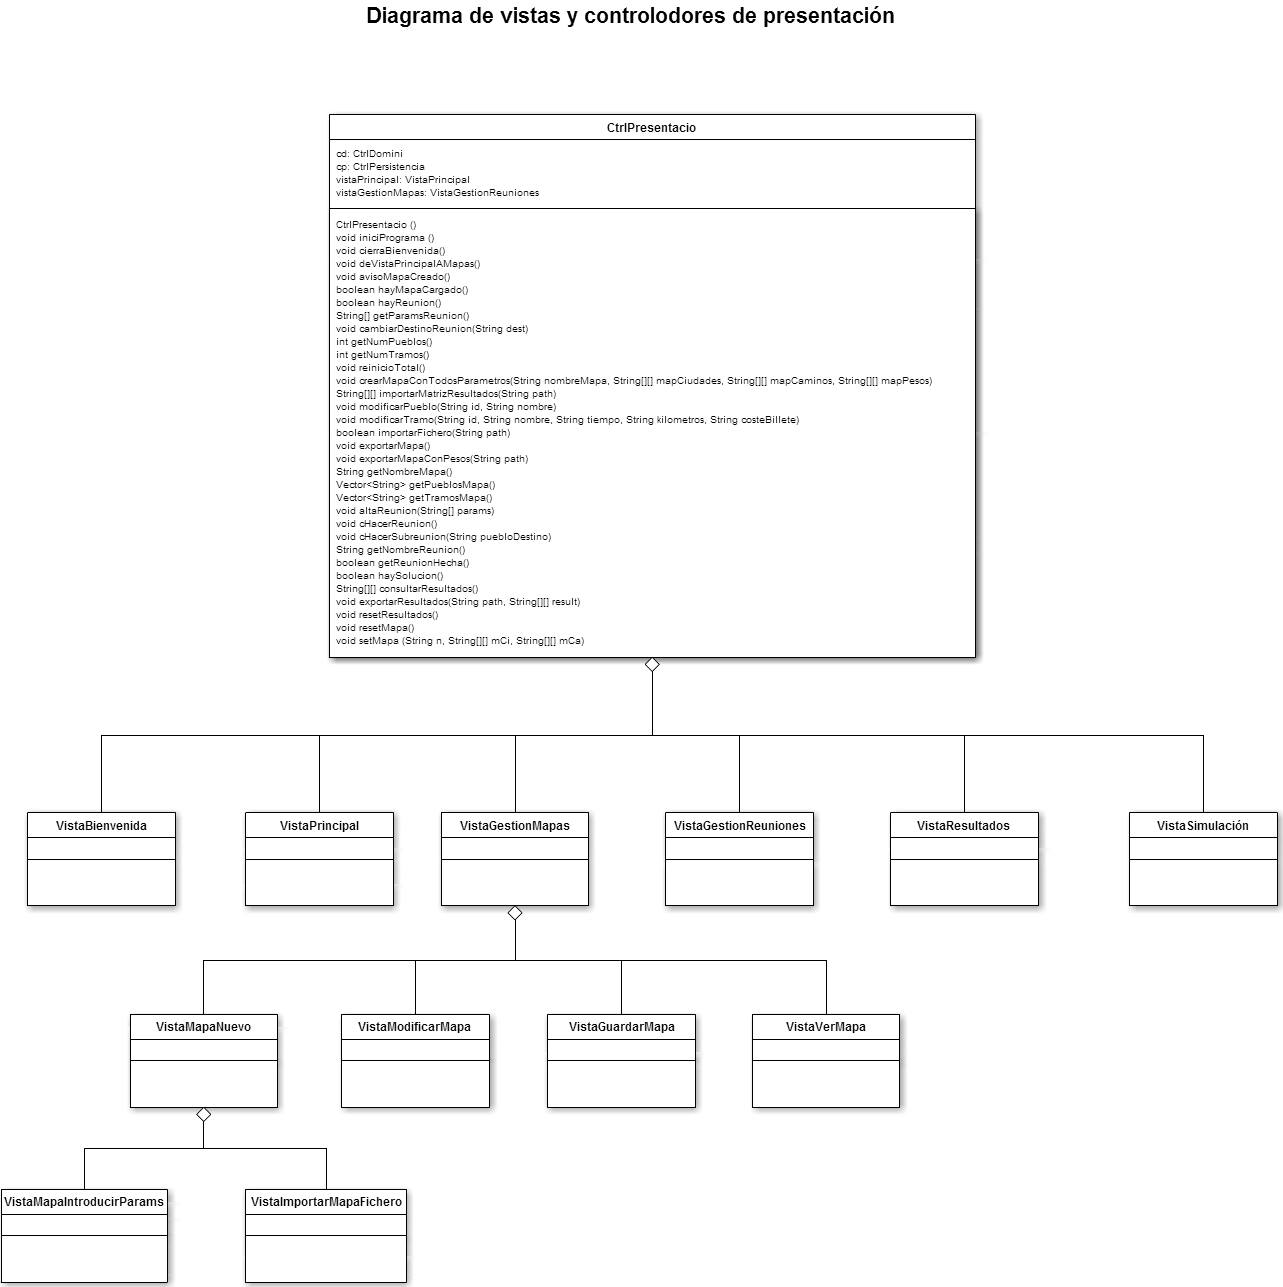 Diagrama de vistas y controlodores de presentación
CtrlPresentacio
cd: CtrlDomini
cp: CtrlPersistencia
vistaPrincipal: VistaPrincipal
vistaGestionMapas: VistaGestionReuniones
CtrlPresentacio ()
void iniciPrograma ()
void cierraBienvenida()
void deVistaPrincipalAMapas()
void avisoMapaCreado()
boolean hayMapaCargado()
boolean hayReunion()
String[] getParamsReunion()
void cambiarDestinoReunion(String dest)
int getNumPueblos()
int getNumTramos()
void reinicioTotal()
void crearMapaConTodosParametros(String nombreMapa, String[][] mapCiudades, String[][] mapCaminos, String[][] mapPesos)
String[][] importarMatrizResultados(String path)
void modificarPueblo(String id, String nombre)
void modificarTramo(String id, String nombre, String tiempo, String kilometros, String costeBillete)
boolean importarFichero(String path)
void exportarMapa()
void exportarMapaConPesos(String path)
String getNombreMapa()
Vector<String> getPueblosMapa()
Vector<String> getTramosMapa()
void altaReunion(String[] params)
void cHacerReunion()
void cHacerSubreunion(String puebloDestino)
String getNombreReunion()
boolean getReunionHecha()
boolean haySolucion()
String[][] consultarResultados()
void exportarResultados(String path, String[][] result)
void resetResultados()
void resetMapa()
void setMapa (String n, String[][] mCi, String[][] mCa)
VistaBienvenida
VistaPrincipal
VistaGestionMapas
VistaGestionReuniones
VistaResultados
VistaSimulación
VistaMapaNuevo
VistaModificarMapa
VistaGuardarMapa
VistaVerMapa
VistaMapaIntroducirParams
VistaImportarMapaFichero